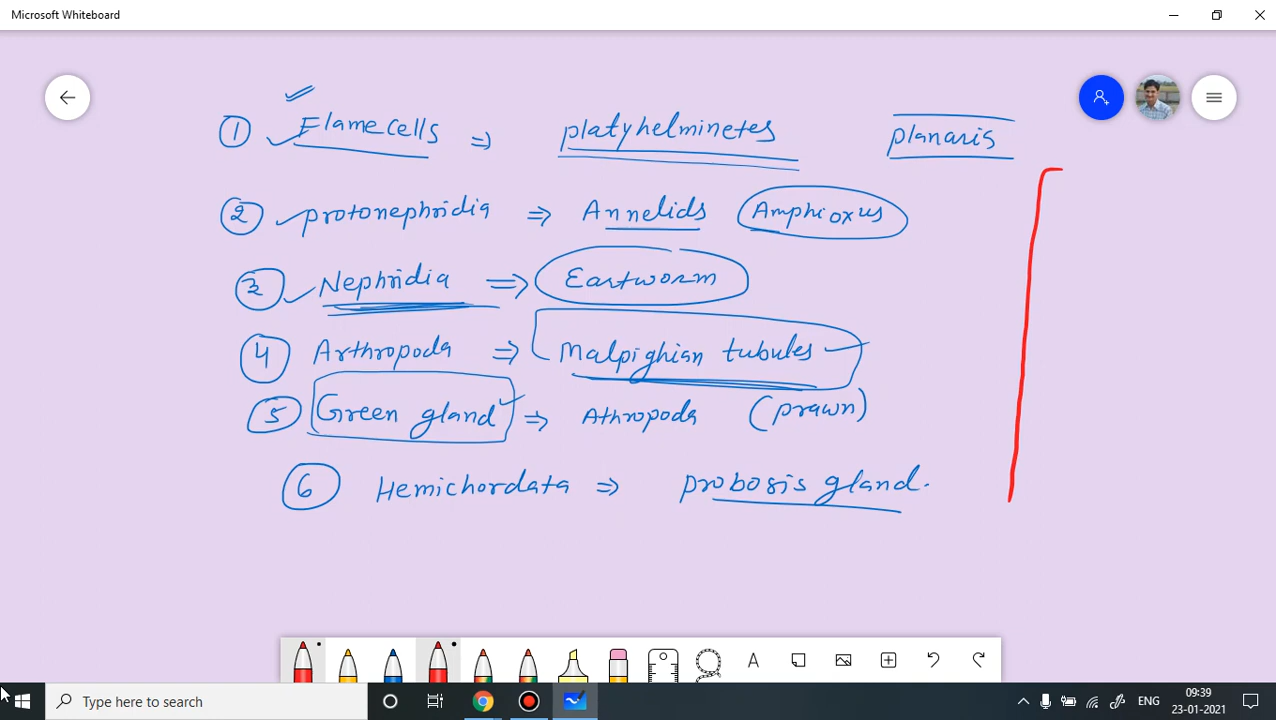 Microsoft Whiteboard
① Flame cells ⇒ platyhelminetes planaris
② protonephridia ⇒ Annelids Amphioxus
③ Nephridia ⇒ Eartworm
④ Arthropoda ⇒ Malpighian tubules
⑤ Green gland ⇒ Athropoda (prawn)
⑥ Hemichordata ⇒ probosis gland.
Type here to search
ENG
09:39
23-01-2021